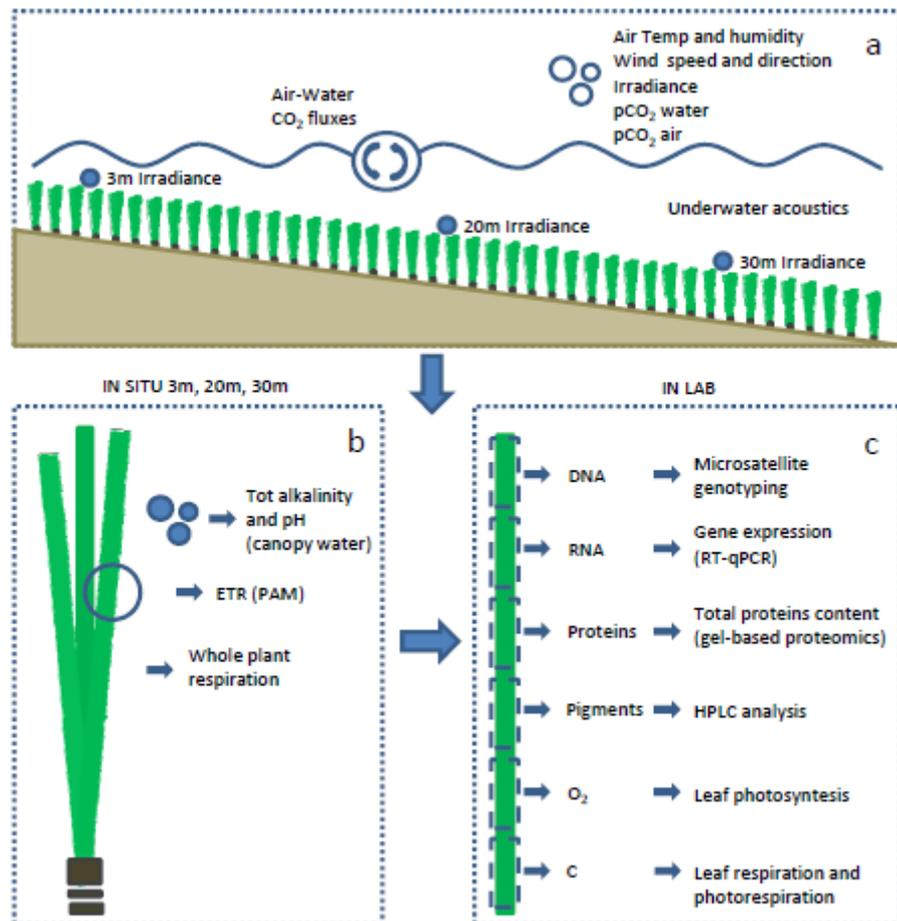 a
Air Temp and humidity
Wind speed and direction
Irradiance
pCO₂ water
pCO₂ air
Air-Water
CO₂ fluxes
3m Irradiance
Underwater acoustics
20m Irradiance
30m Irradiance
IN SITU 3m, 20m, 30m
b
Tot alkalinity
and pH
(canopy water)
ETR (PAM)
Whole plant
respiration
IN LAB
c
DNA
Microsatellite
genotyping
RNA
Gene expression
(RT-qPCR)
Proteins
Total proteins content
(gel-based proteomics)
Pigments
HPLC analysis
O₂
Leaf photosyntesis
C
Leaf respiration and
photorespiration